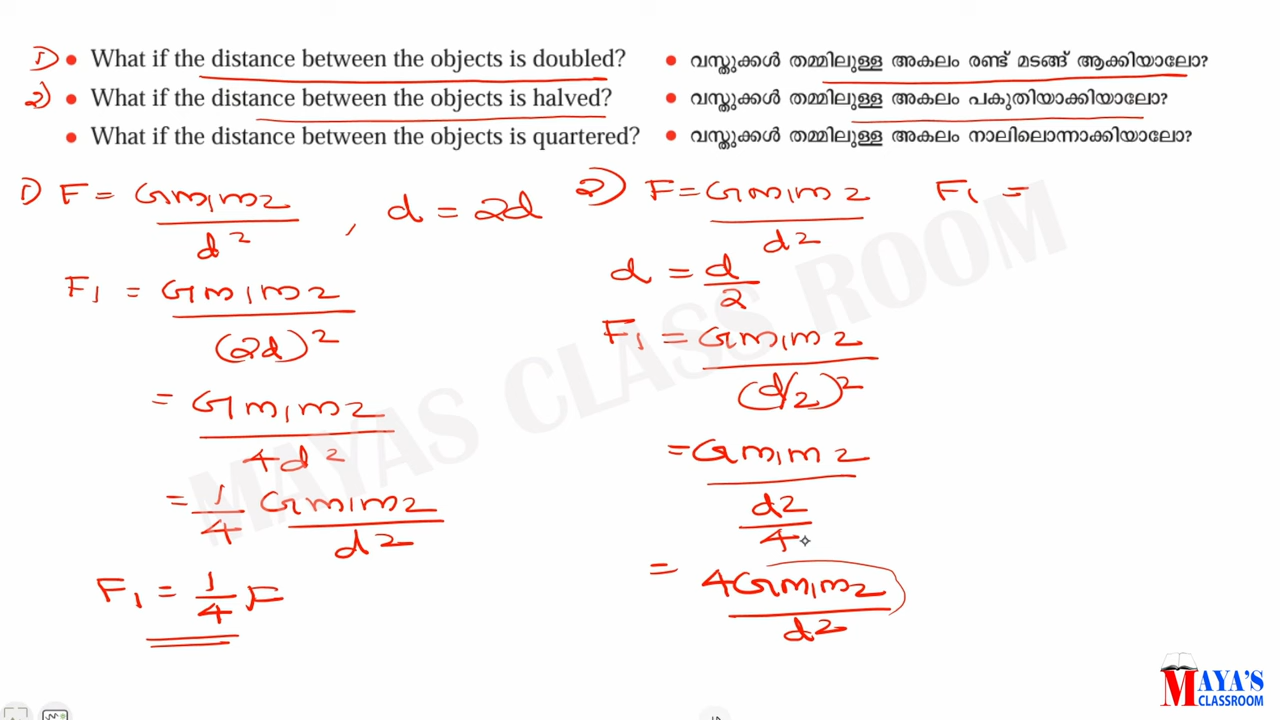 1) • What if the distance between the objects is doubled?
2) • What if the distance between the objects is halved?
• What if the distance between the objects is quartered?
• വസ്തുക്കൾ തമ്മിലുള്ള അകലം രണ്ട് മടങ്ങ് ആക്കിയാലോ?
• വസ്തുക്കൾ തമ്മിലുള്ള അകലം പകുതിയാക്കിയാലോ?
• വസ്തുക്കൾ തമ്മിലുള്ള അകലം നാലിലൊന്നാക്കിയാലോ?
1) F = Gm1m2 / d², d = 2d
F1 = Gm1m2 / (2d)²
= Gm1m2 / 4d²
= 1/4 Gm1m2 / d2
F1 = 1/4 F
2) F = Gm1m2 / d2
d = d/2
F1 = Gm1m2 / (d/2)²
= Gm1m2 / d2/4
= 4Gm1m2 / d2
F1 =
MAYAS CLASS ROOM
MAYA'S
CLASSROOM